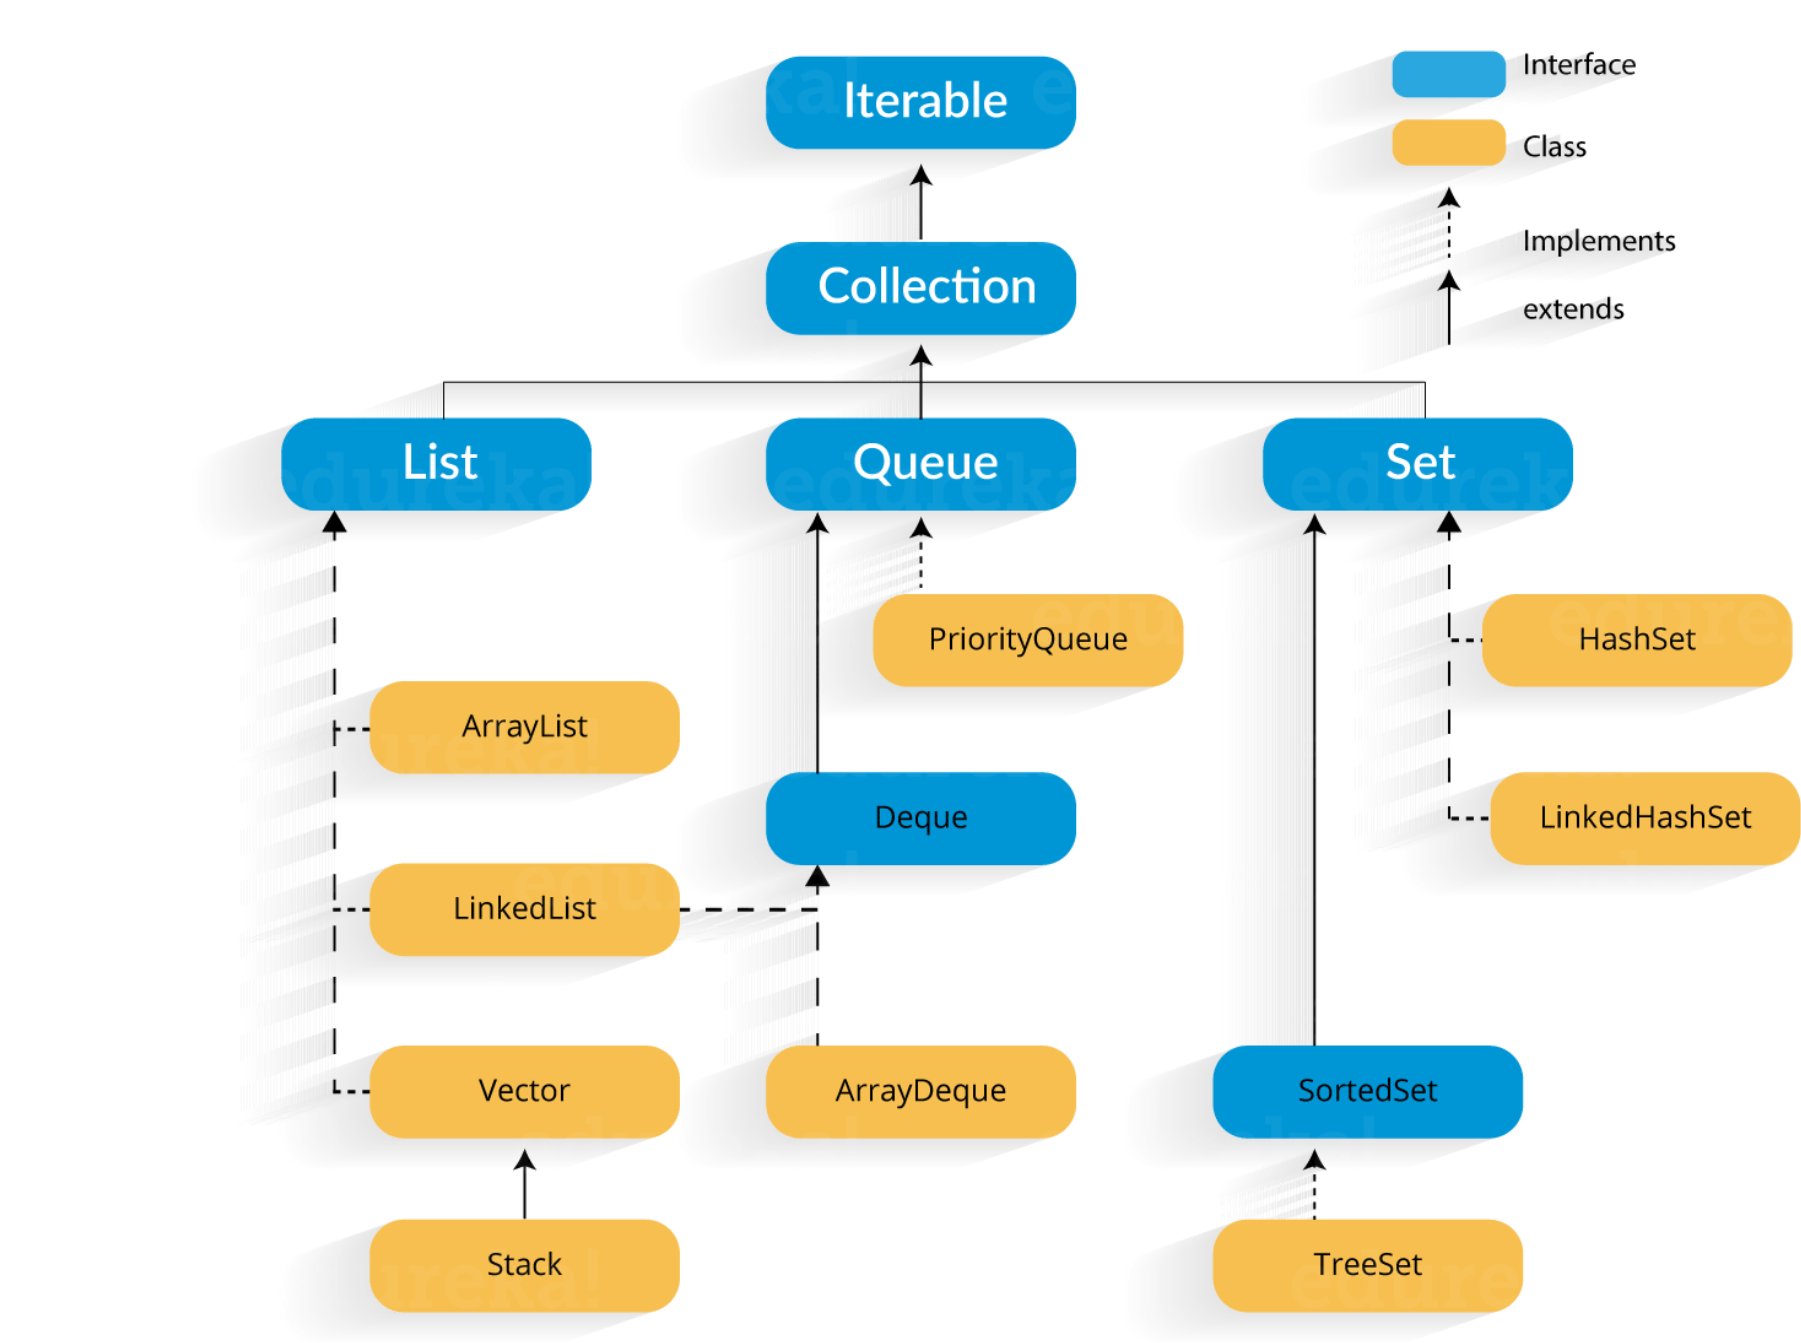 Iterable
Interface
Class
Collection
Implements
extends
List
Queue
Set
PriorityQueue
HashSet
ArrayList
Deque
LinkedHashSet
LinkedList
Vector
ArrayDeque
SortedSet
Stack
TreeSet